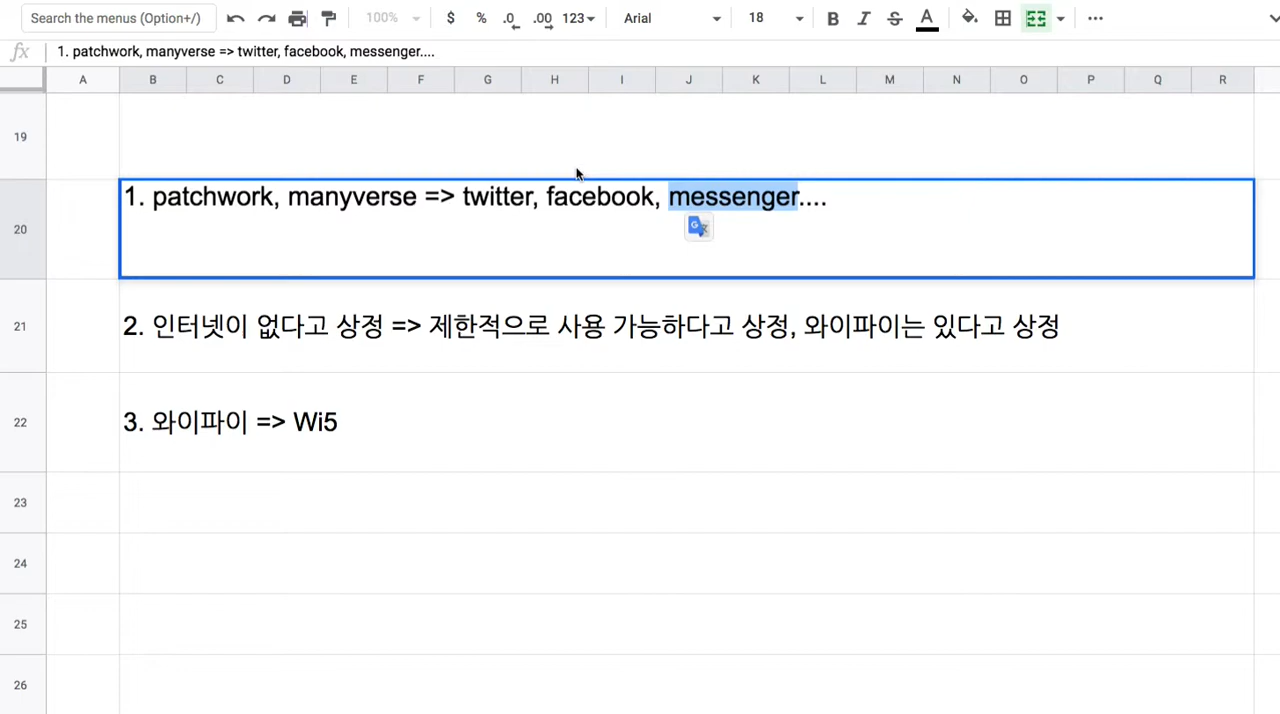 Search the menus (Option+/) 100% $ % .0 .00 123 Arial 18 B I S A
fx 1. patchwork, manyverse => twitter, facebook, messenger....
A B C D E F G H I J K L M N O P Q R
19
20 1. patchwork, manyverse => twitter, facebook, messenger....
21 2. 인터넷이 없다고 상정 => 제한적으로 사용 가능하다고 상정, 와이파이는 있다고 상정
22 3. 와이파이 => Wi5
23
24
25
26